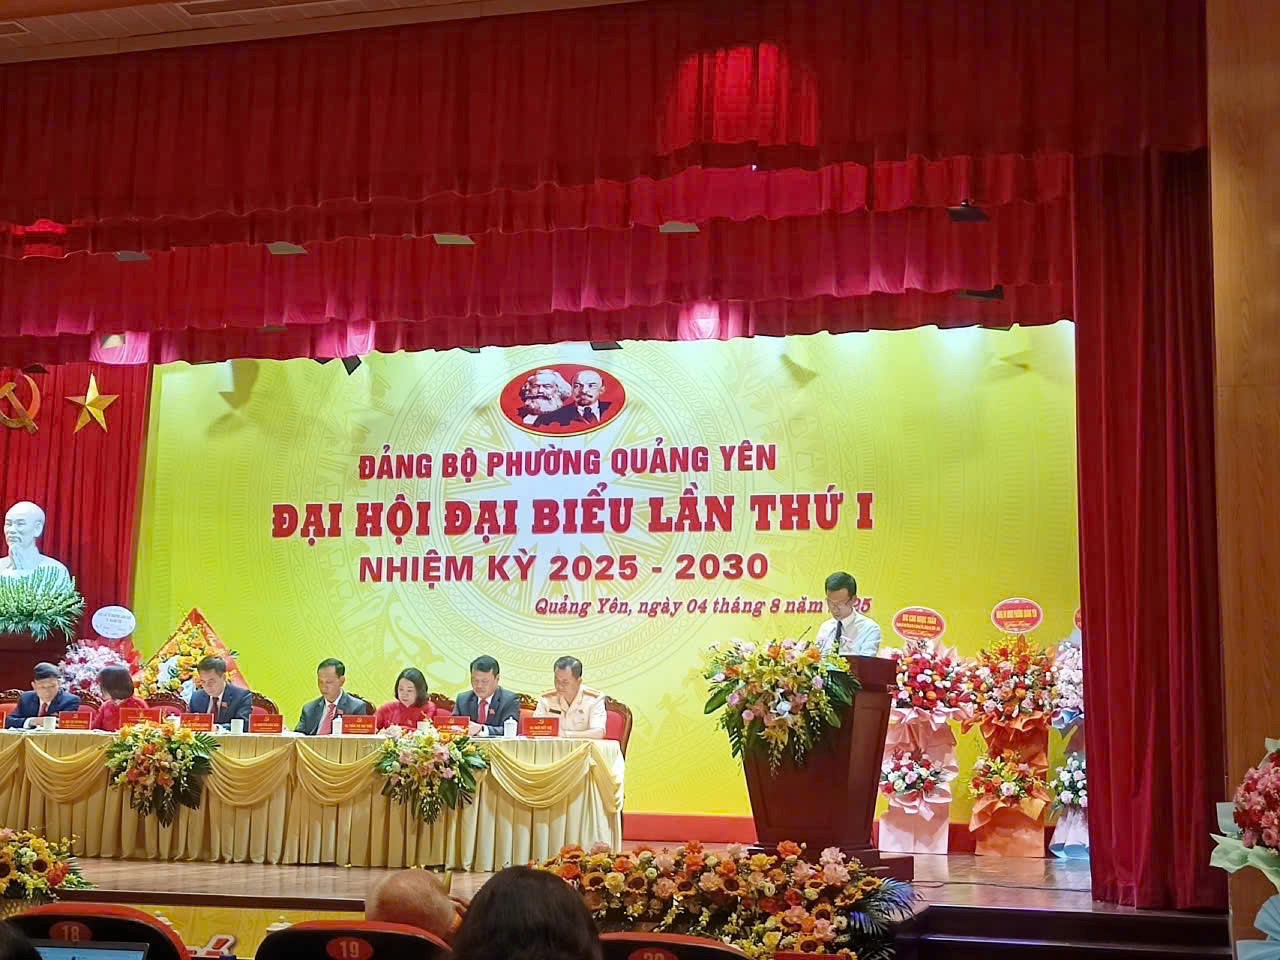 ĐẢNG BỘ PHƯỜNG QUẢNG YÊN
ĐẠI HỘI ĐẠI BIỂU LẦN THỨ I
NHIỆM KỲ 2025 - 2030
Quảng Yên, ngày 04 tháng 8 năm
18
19
20